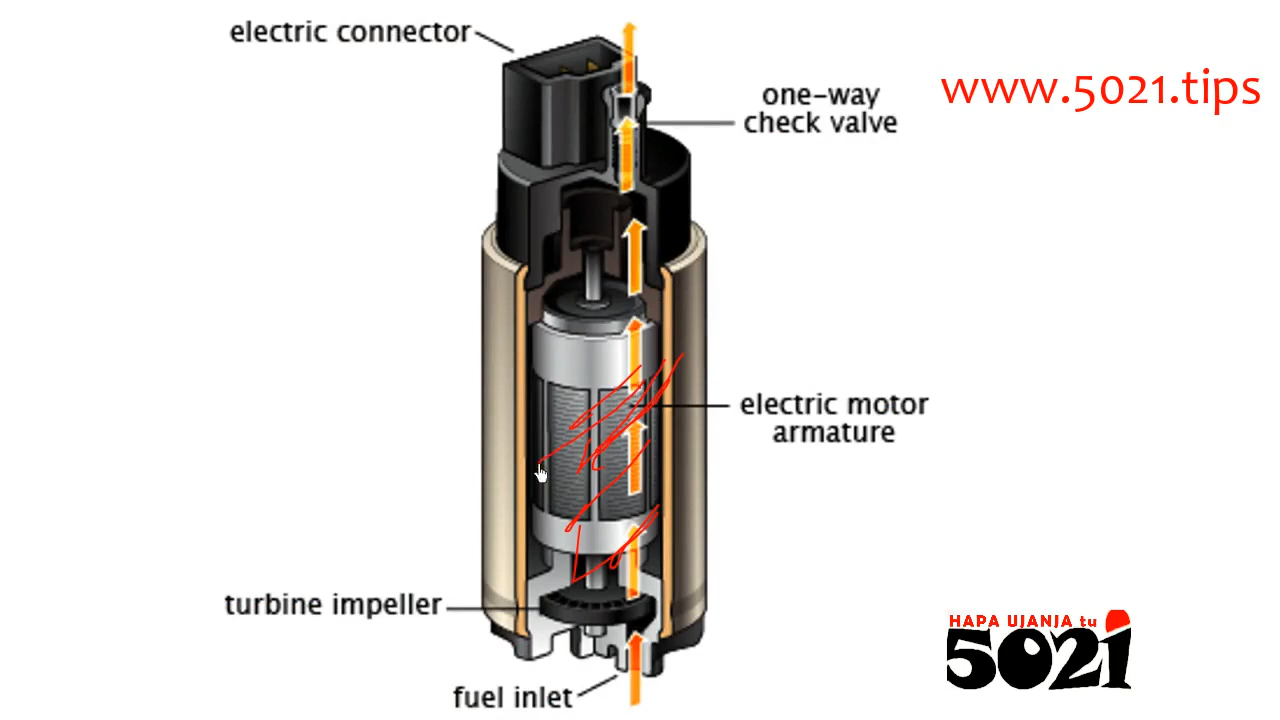 electric connector
www.5021.tips
one-way
check valve
electric motor
armature
turbine impeller
HAPA UJANJA tu
5021
fuel inlet